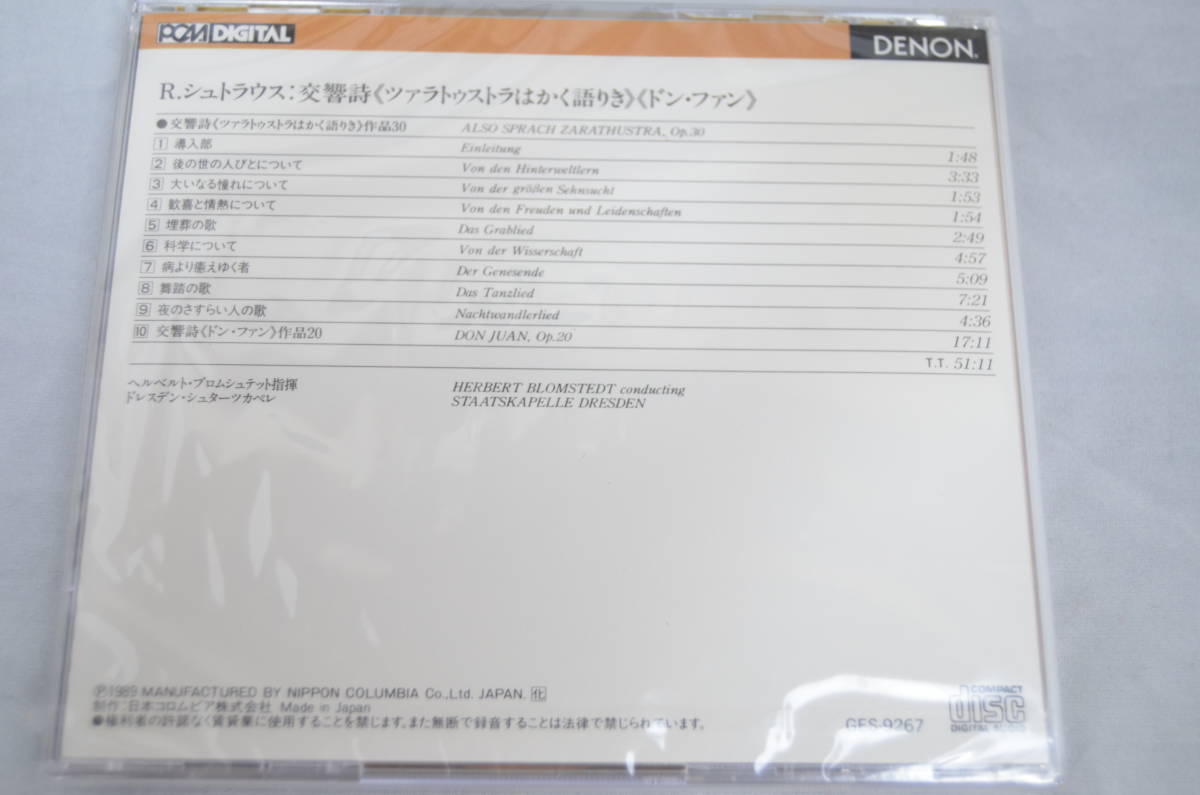 PCM DIGITAL
DENON®
R.シュトラウス：交響詩《ツァラトゥストラはかく語りき》《ドン・ファン》
●交響詩《ツァラトゥストラはかく語りき》作品30 ALSO SPRACH ZARATHUSTRA, Op.30
1 導入部 Einleitung 1:48
2 後の世の人びとについて Von den Hinterweltlern 3:33
3 大いなる憧れについて Von der größen Sehnsucht 1:53
4 歓喜と情熱について Von den Freuden und Leidenschaften 1:54
5 埋葬の歌 Das Grablied 2:49
6 科学について Von der Wisserschaft 4:57
7 病より癒えゆく者 Der Genesende 5:09
8 舞踏の歌 Das Tanzlied 7:21
9 夜のさすらい人の歌 Nachtwandlerlied 4:36
10 交響詩《ドン・ファン》作品20 DON JUAN, Op.20 17:11
T.T. 51:11
ヘルベルト・ブロムシュテット指揮 HERBERT BLOMSTEDT conducting
ドレスデン・シュターツカペレ STAATSKAPELLE DRESDEN
Ⓟ1989 MANUFACTURED BY NIPPON COLUMBIA Co.,Ltd. JAPAN. 化
制作：日本コロムビア株式会社 Made in Japan
●権利者の許諾なく賃貸業に使用することを禁じます。また無断で録音することは法律で禁じられています。
GES-9267
COMPACT
disc
DIGITAL AUDIO